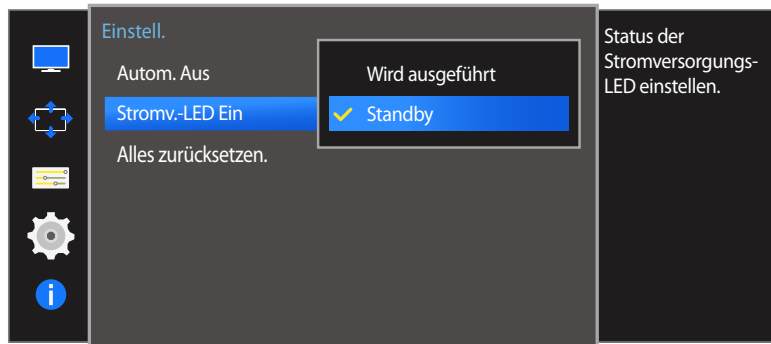 Einstell.
Autom. Aus
Stromv.-LED Ein
Alles zurücksetzen.
Wird ausgeführt
Standby
Status der
Stromversorgungs-
LED einstellen.